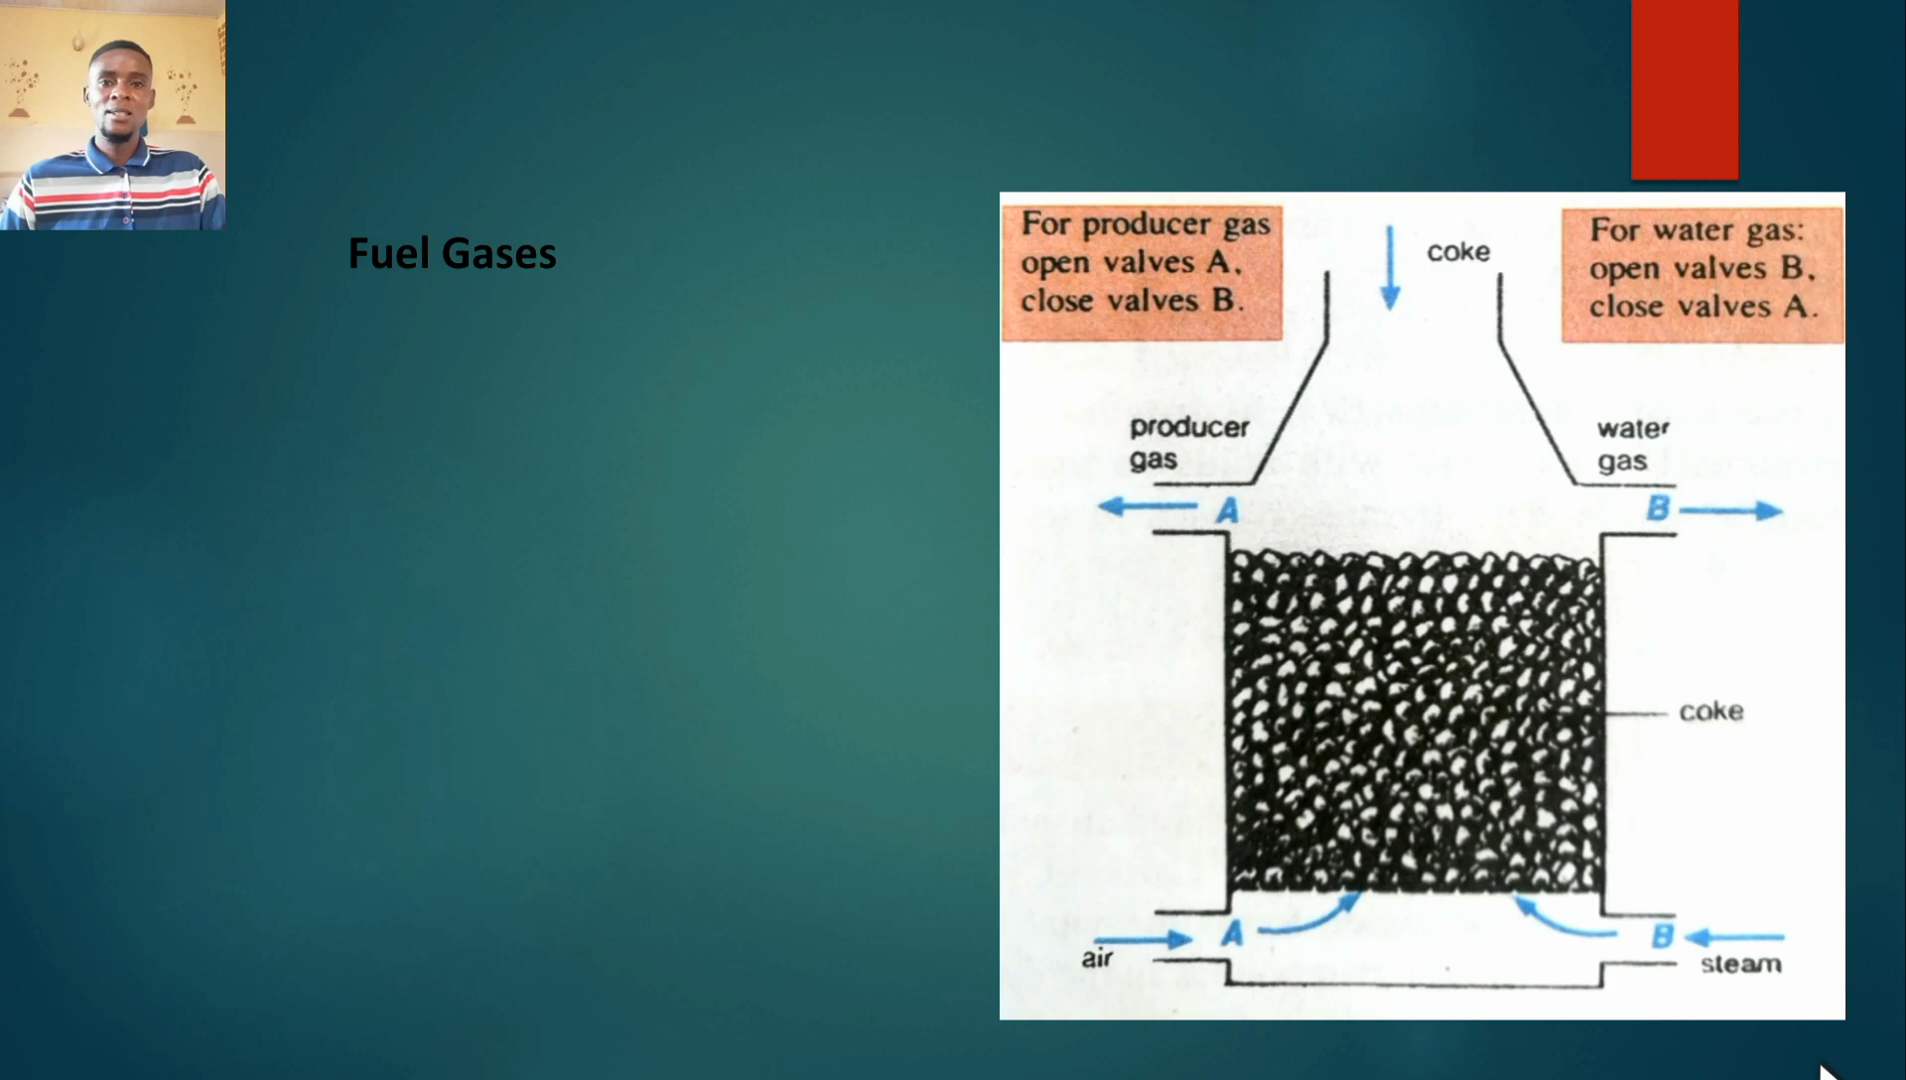 Fuel Gases
For producer gas
open valves A,
close valves B.
coke
For water gas:
open valves B,
close valves A.
producer
gas
water
gas
A
B
coke
A
B
air
steam